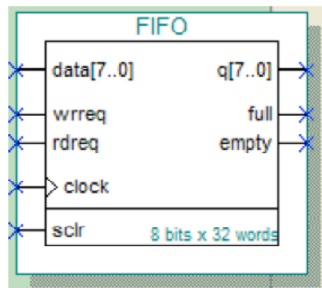 FIFO
data[7..0] q[7..0]
wrreq full
rdreq empty
clock
sclr 8 bits x 32 words